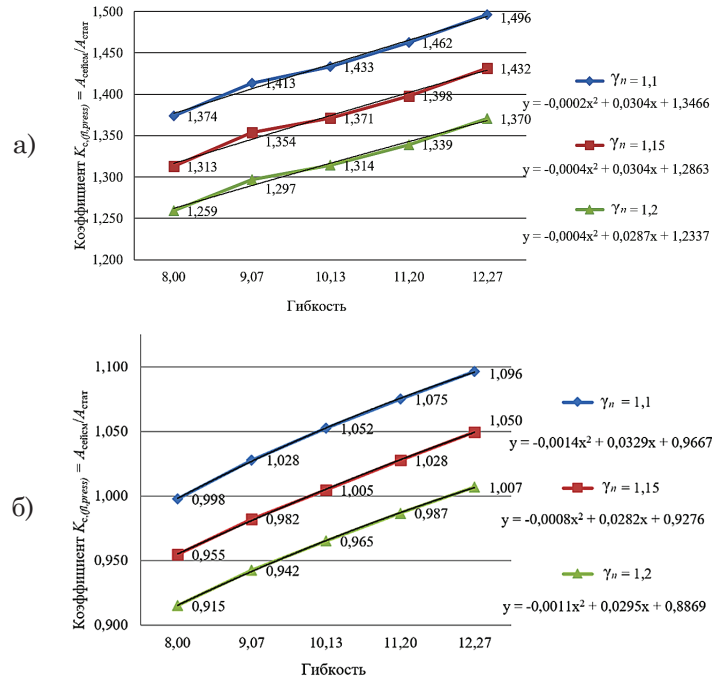 а)
Коэффициент Kс,(fl,press) = Aсейсм/Aстат
1,500
1,450
1,400
1,350
1,300
1,250
1,200
1,374
1,413
1,433
1,462
1,496
1,313
1,354
1,371
1,398
1,432
1,259
1,297
1,314
1,339
1,370
8,00 9,07 10,13 11,20 12,27
Гибкость
γn = 1,1
y = -0,0002x² + 0,0304x + 1,3466
γn = 1,15
y = -0,0004x² + 0,0304x + 1,2863
γn = 1,2
y = -0,0004x² + 0,0287x + 1,2337
б)
Коэффициент Kс,(fl,press) = Aсейсм/Aстат
1,100
1,050
1,000
0,950
0,900
0,998
1,028
1,052
1,075
1,096
0,955
0,982
1,005
1,028
1,050
0,915
0,942
0,965
0,987
1,007
8,00 9,07 10,13 11,20 12,27
Гибкость
γn = 1,1
y = -0,0014x² + 0,0329x + 0,9667
γn = 1,15
y = -0,0008x² + 0,0282x + 0,9276
γn = 1,2
y = -0,0011x² + 0,0295x + 0,8869